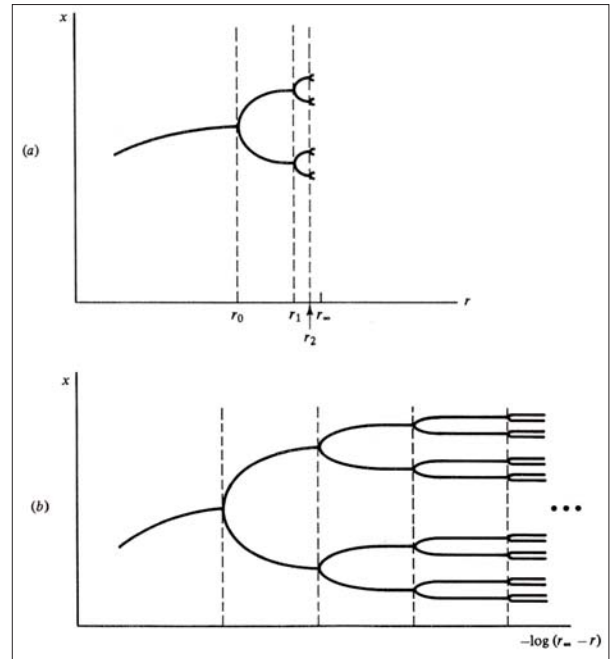 x
(a)
r
r₀ r₁ r∞
r₂
x
(b)
•••
−log (r∞ − r)